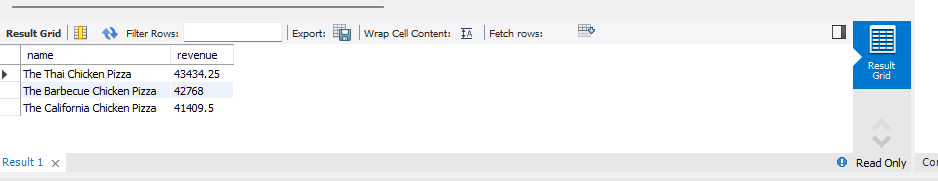 Result Grid Filter Rows: Export: Wrap Cell Content: Fetch rows:
name revenue
The Thai Chicken Pizza 43434.25
The Barbecue Chicken Pizza 42768
The California Chicken Pizza 41409.5
Result
Grid
Result 1 × Read Only Cor